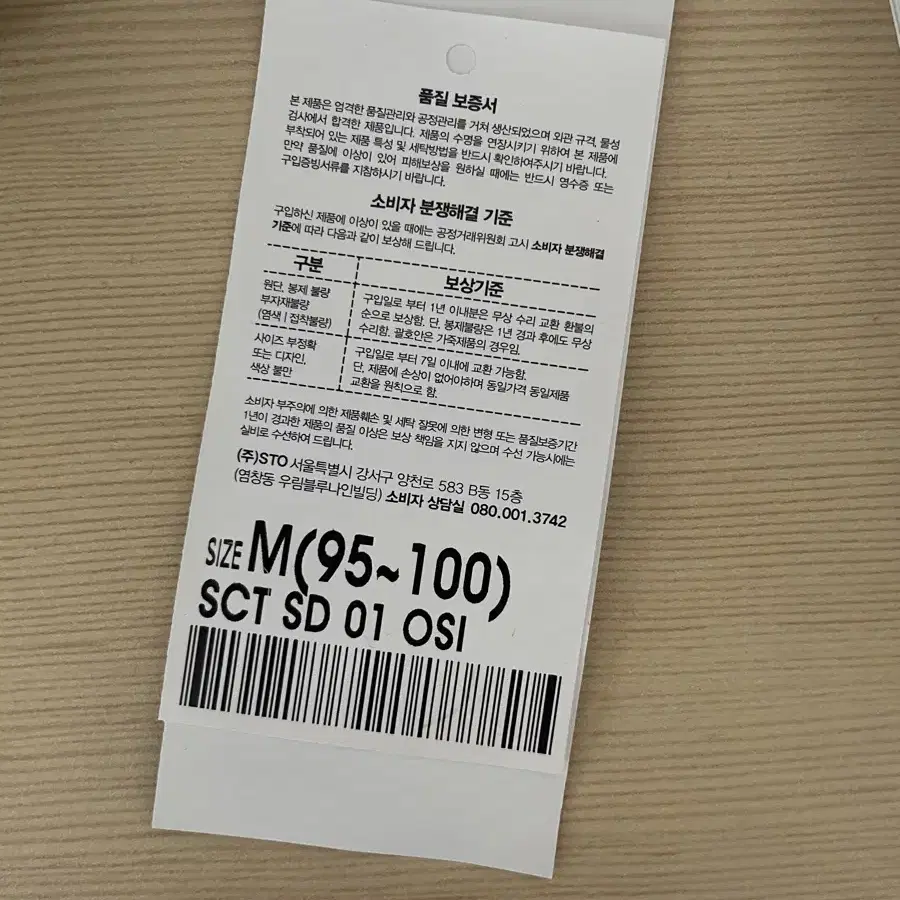 품질 보증서
본 제품은 엄격한 품질관리와 공정관리를 거쳐 생산되었으며 외관 규격, 물성
검사에서 합격한 제품입니다. 제품의 수명을 연장시키기 위하여 본 제품에
부착되어 있는 제품 특성 및 세탁방법을 반드시 확인하여주시기 바랍니다.
만약 품질에 이상이 있어 피해보상을 원하실 때에는 반드시 영수증 또는
구입증빙서류를 지참하시기 바랍니다.
소비자 분쟁해결 기준
구입하신 제품에 이상이 있을 때에는 공정거래위원회 고시 소비자 분쟁해결
기준에 따라 다음과 같이 보상해 드립니다.
구분
보상기준
원단, 봉제 불량
부자재불량
(염색 | 접착불량)
구입일로 부터 1년 이내분은 무상 수리 교환 환불의
순으로 보상함. 단, 봉제불량은 1년 경과 후에도 무상
수리함. 괄호안은 가죽제품의 경우임.
사이즈 부정확
또는 디자인,
색상 불만
구입일로 부터 7일 이내에 교환 가능함.
단, 제품에 손상이 없어야하며 동일가격 동일제품
교환을 원칙으로 함.
소비자 부주의에 의한 제품훼손 및 세탁 잘못에 의한 변형 또는 품질보증기간
1년이 경과한 제품의 품질 이상은 보상 책임을 지지 않으며 수선 가능시에는
실비로 수선하여 드립니다.
(주)STO 서울특별시 강서구 양천로 583 B동 15층
(염창동 우림블루나인빌딩) 소비자 상담실 080.001.3742
SIZE M(95~100)
SCT SD 01 OSI